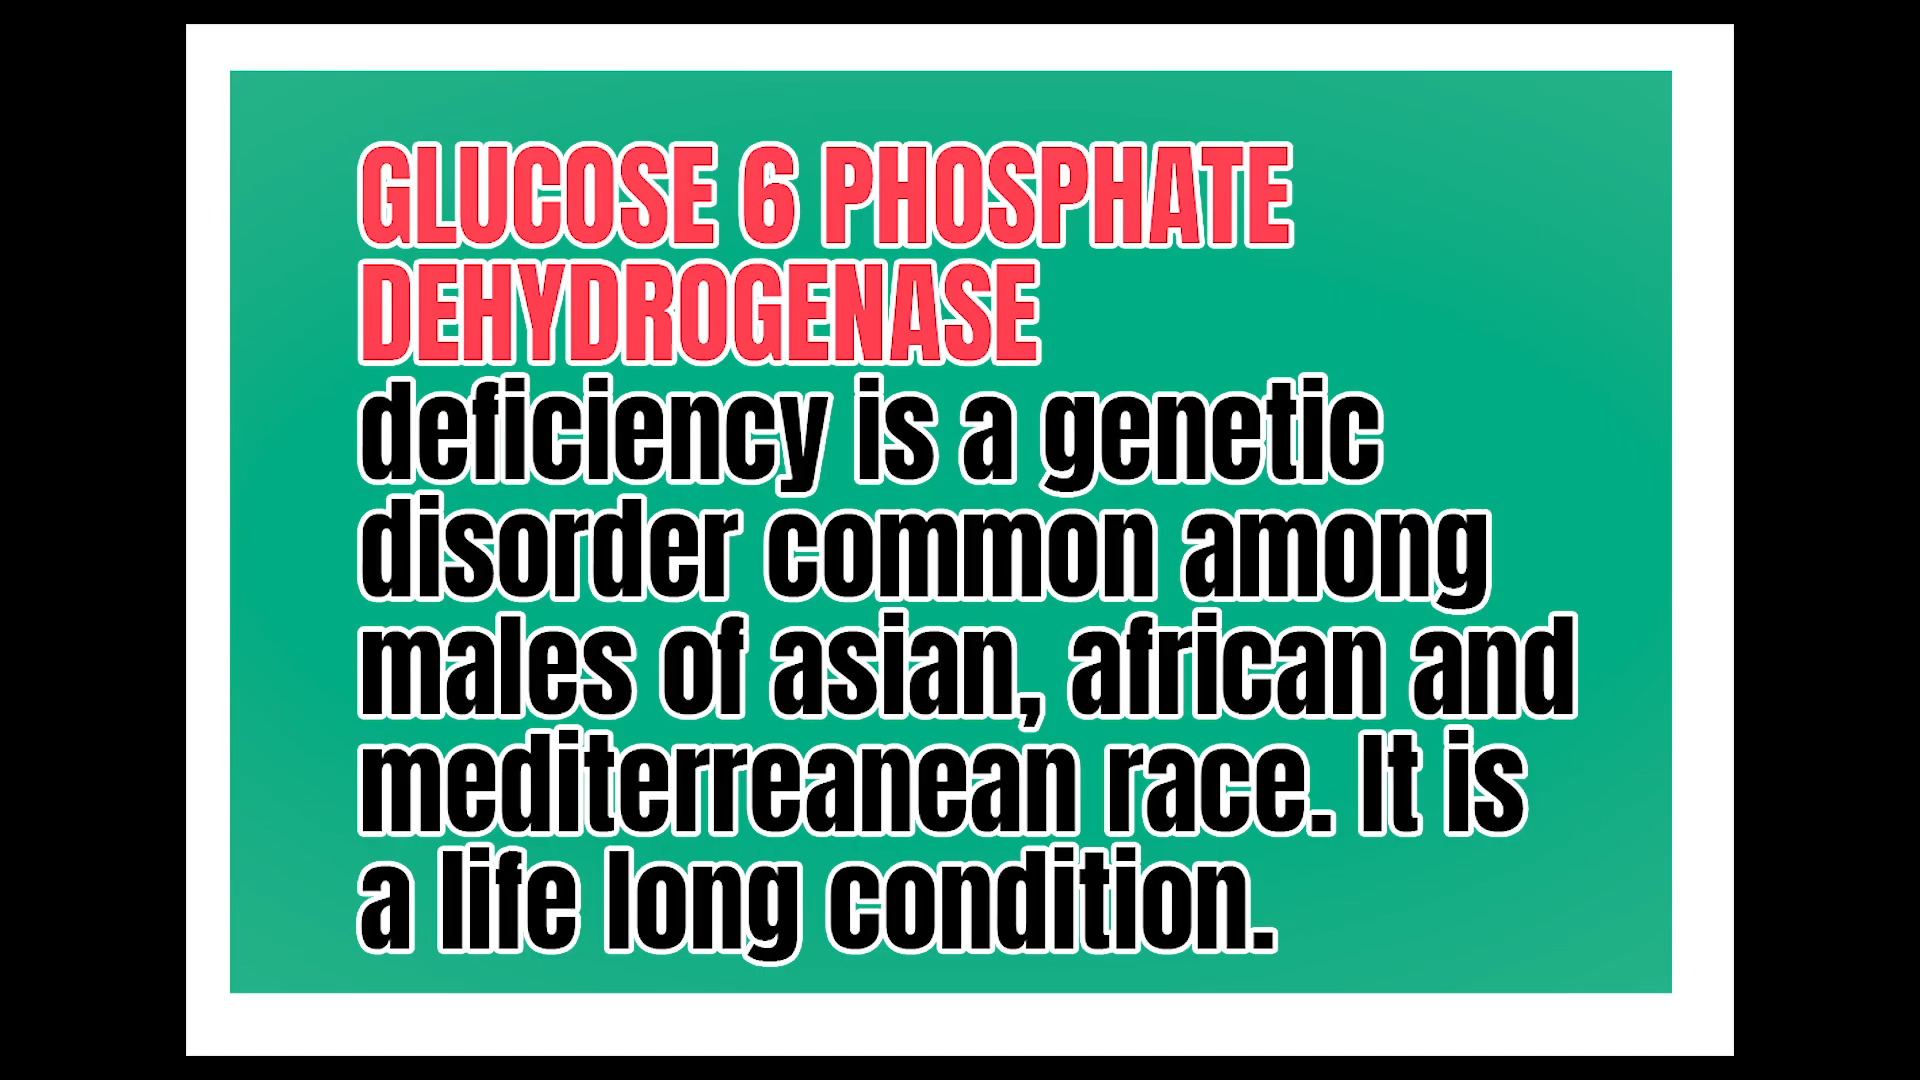 GLUCOSE 6 PHOSPHATE
DEHYDROGENASE
deficiency is a genetic
disorder common among
males of asian, african and
mediterreanean race. It is
a life long condition.